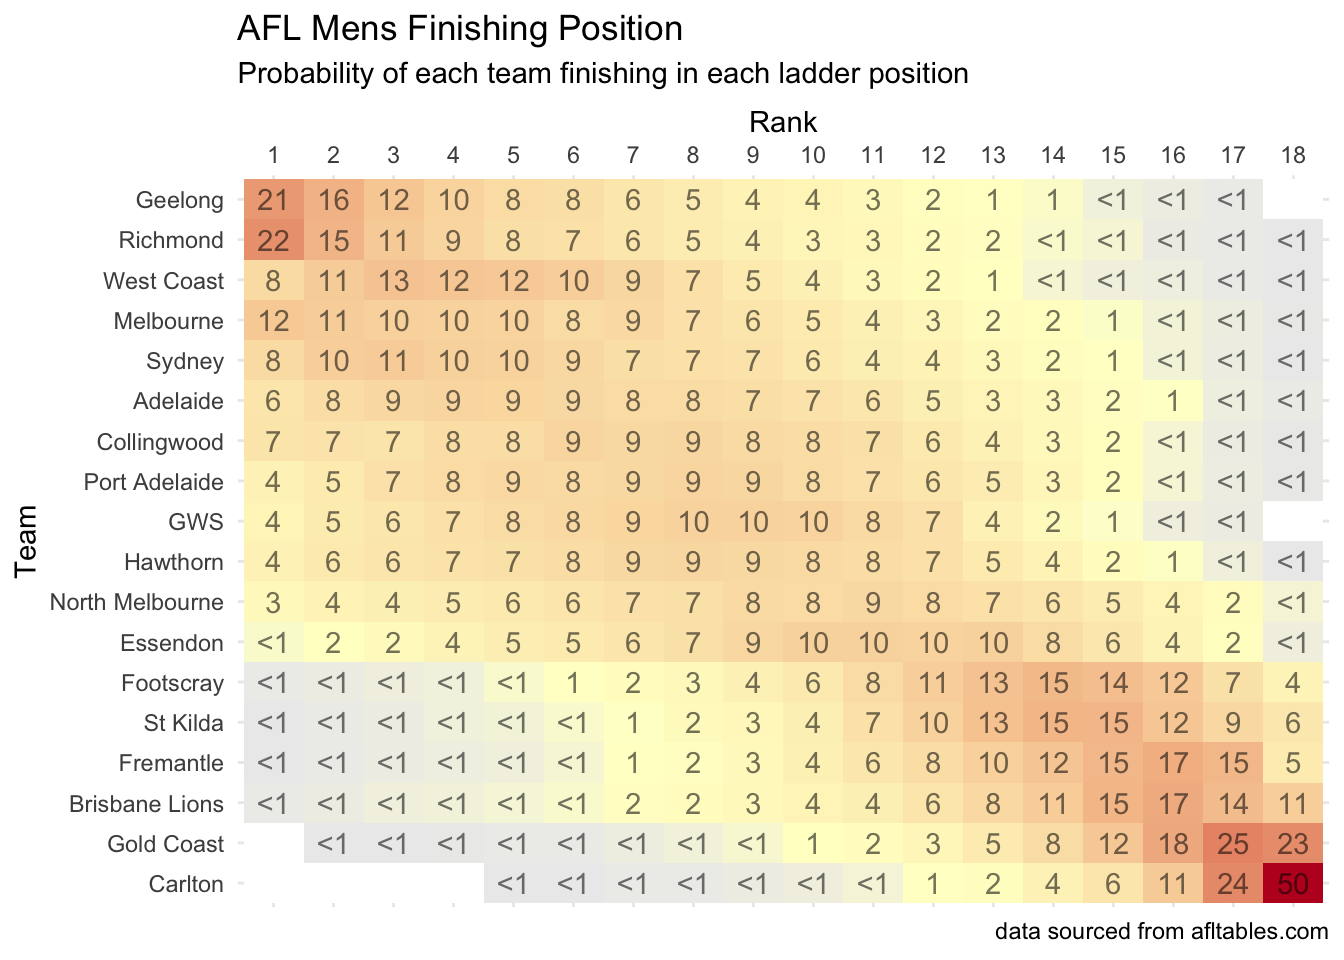 AFL Mens Finishing Position
Probability of each team finishing in each ladder position
Rank
1 2 3 4 5 6 7 8 9 10 11 12 13 14 15 16 17 18
Team
Geelong 21 16 12 10 8 8 6 5 4 4 3 2 1 1 <1 <1 <1
Richmond 22 15 11 9 8 7 6 5 4 3 3 2 2 <1 <1 <1 <1 <1
West Coast 8 11 13 12 12 10 9 7 5 4 3 2 1 <1 <1 <1 <1 <1
Melbourne 12 11 10 10 10 8 9 7 6 5 4 3 2 2 1 <1 <1 <1
Sydney 8 10 11 10 10 9 7 7 7 6 4 4 3 2 1 <1 <1 <1
Adelaide 6 8 9 9 9 9 8 8 7 7 6 5 3 3 2 1 <1 <1
Collingwood 7 7 7 8 8 9 9 9 8 8 7 6 4 3 2 <1 <1 <1
Port Adelaide 4 5 7 8 9 8 9 9 9 8 7 6 5 3 2 <1 <1 <1
GWS 4 5 6 7 8 8 9 10 10 10 8 7 4 2 1 <1 <1
Hawthorn 4 6 6 7 7 8 9 9 9 8 8 7 5 4 2 1 <1 <1
North Melbourne 3 4 4 5 6 6 7 7 8 8 9 8 7 6 5 4 2 <1
Essendon <1 2 2 4 5 5 6 7 9 10 10 10 10 8 6 4 2 <1
Footscray <1 <1 <1 <1 <1 1 2 3 4 6 8 11 13 15 14 12 7 4
St Kilda <1 <1 <1 <1 <1 <1 1 2 3 4 7 10 13 15 15 12 9 6
Fremantle <1 <1 <1 <1 <1 <1 1 2 3 4 6 8 10 12 15 17 15 5
Brisbane Lions <1 <1 <1 <1 <1 <1 2 2 3 4 4 6 8 11 15 17 14 11
Gold Coast <1 <1 <1 <1 <1 <1 <1 <1 1 2 3 5 8 12 18 25 23
Carlton <1 <1 <1 <1 <1 <1 <1 1 2 4 6 11 24 50
data sourced from afltables.com